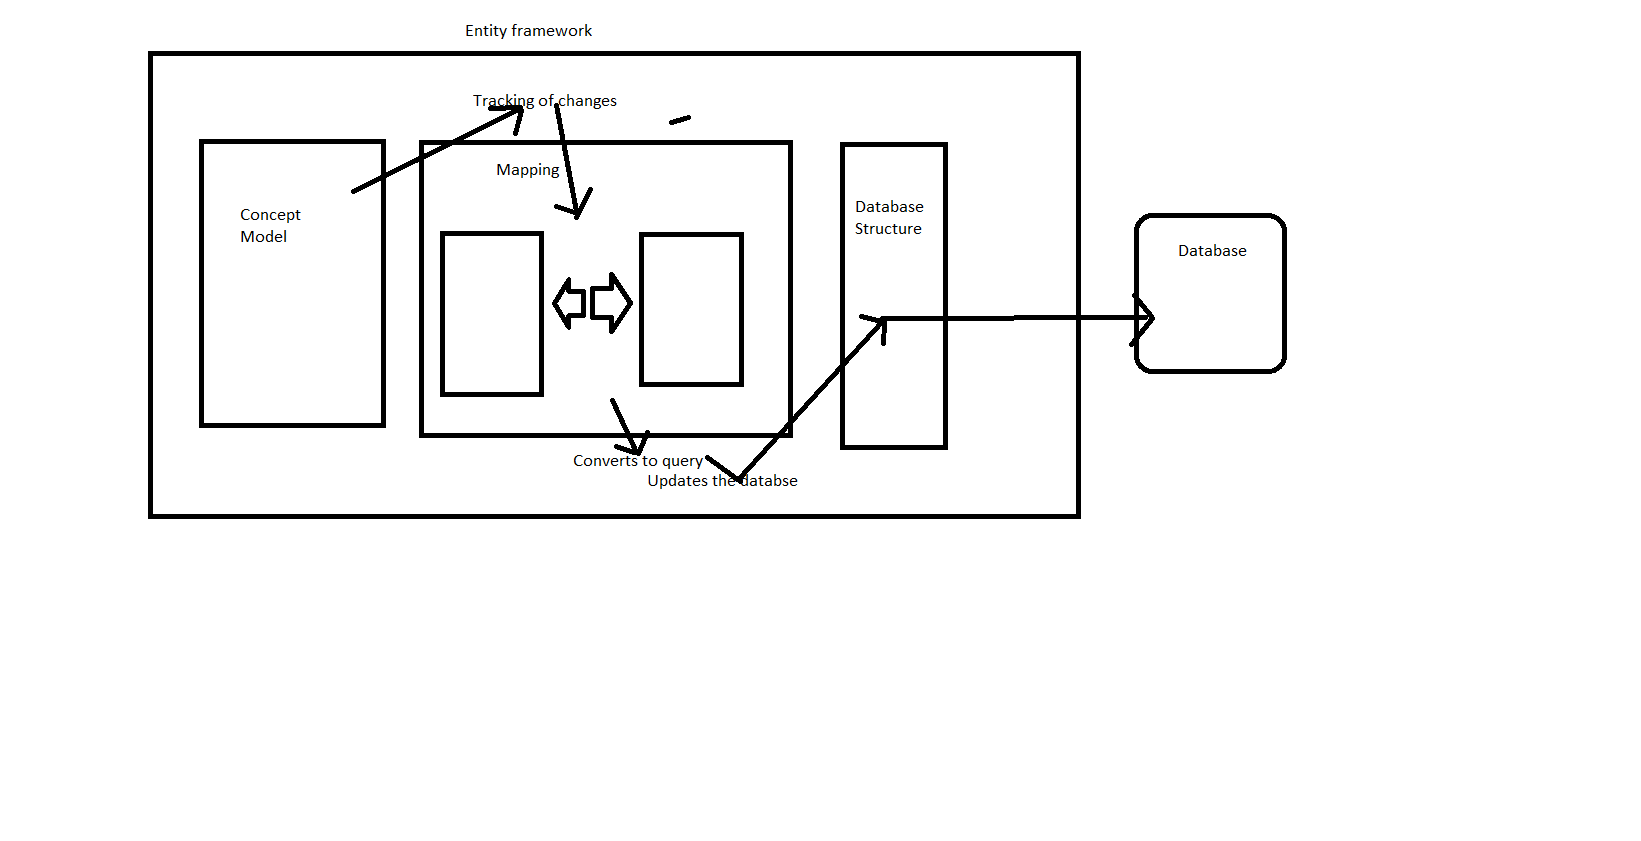 Entity framework
Tracking of changes
Mapping
Concept
Model
Database
Structure
Database
Converts to query
Updates the databse